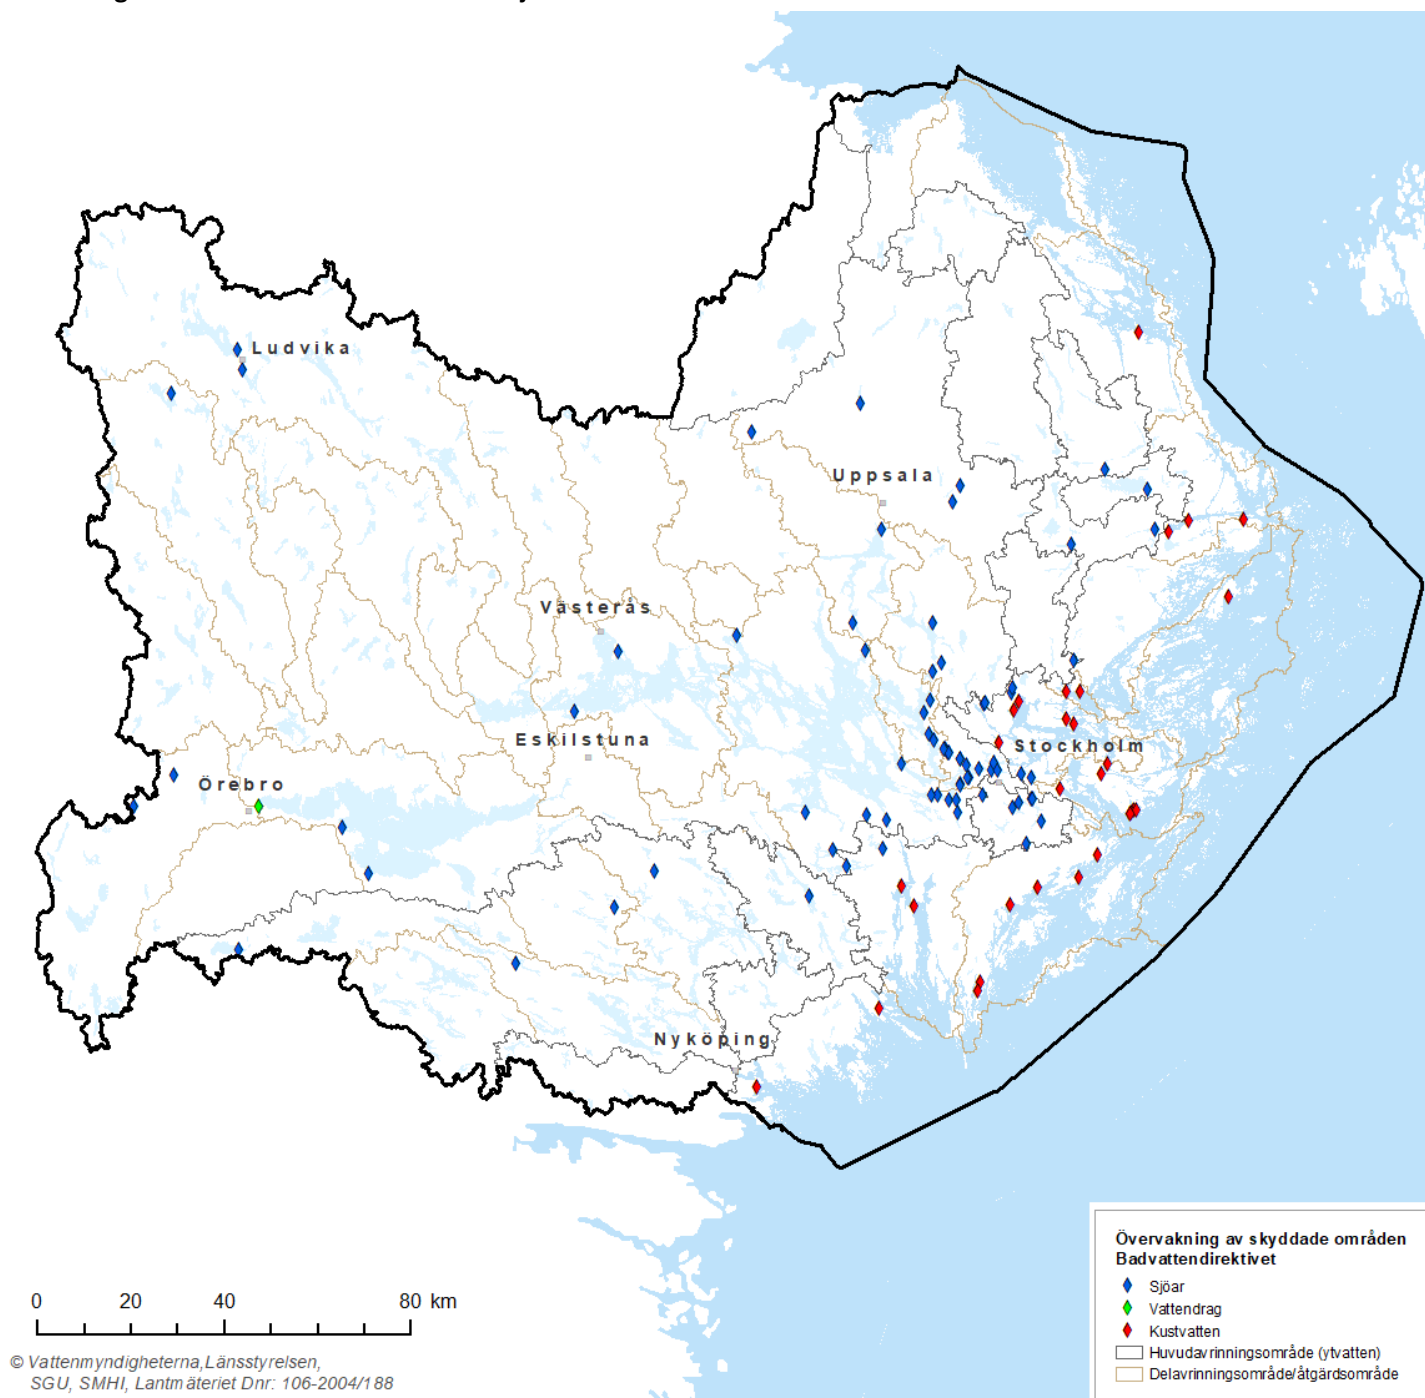 Ludvika
Uppsala
Västerås
Eskilstuna
Stockholm
Örebro
Nyköping
Övervakning av skyddade områden
Badvattendirektivet
Sjöar
Vattendrag
Kustvatten
Huvudavrinningsområde (ytvatten)
Delavrinningsområde/åtgärdsområde
0 20 40 80 km
© Vattenmyndigheterna,Länsstyrelsen,
SGU, SMHI, Lantmäteriet Dnr: 106-2004/188